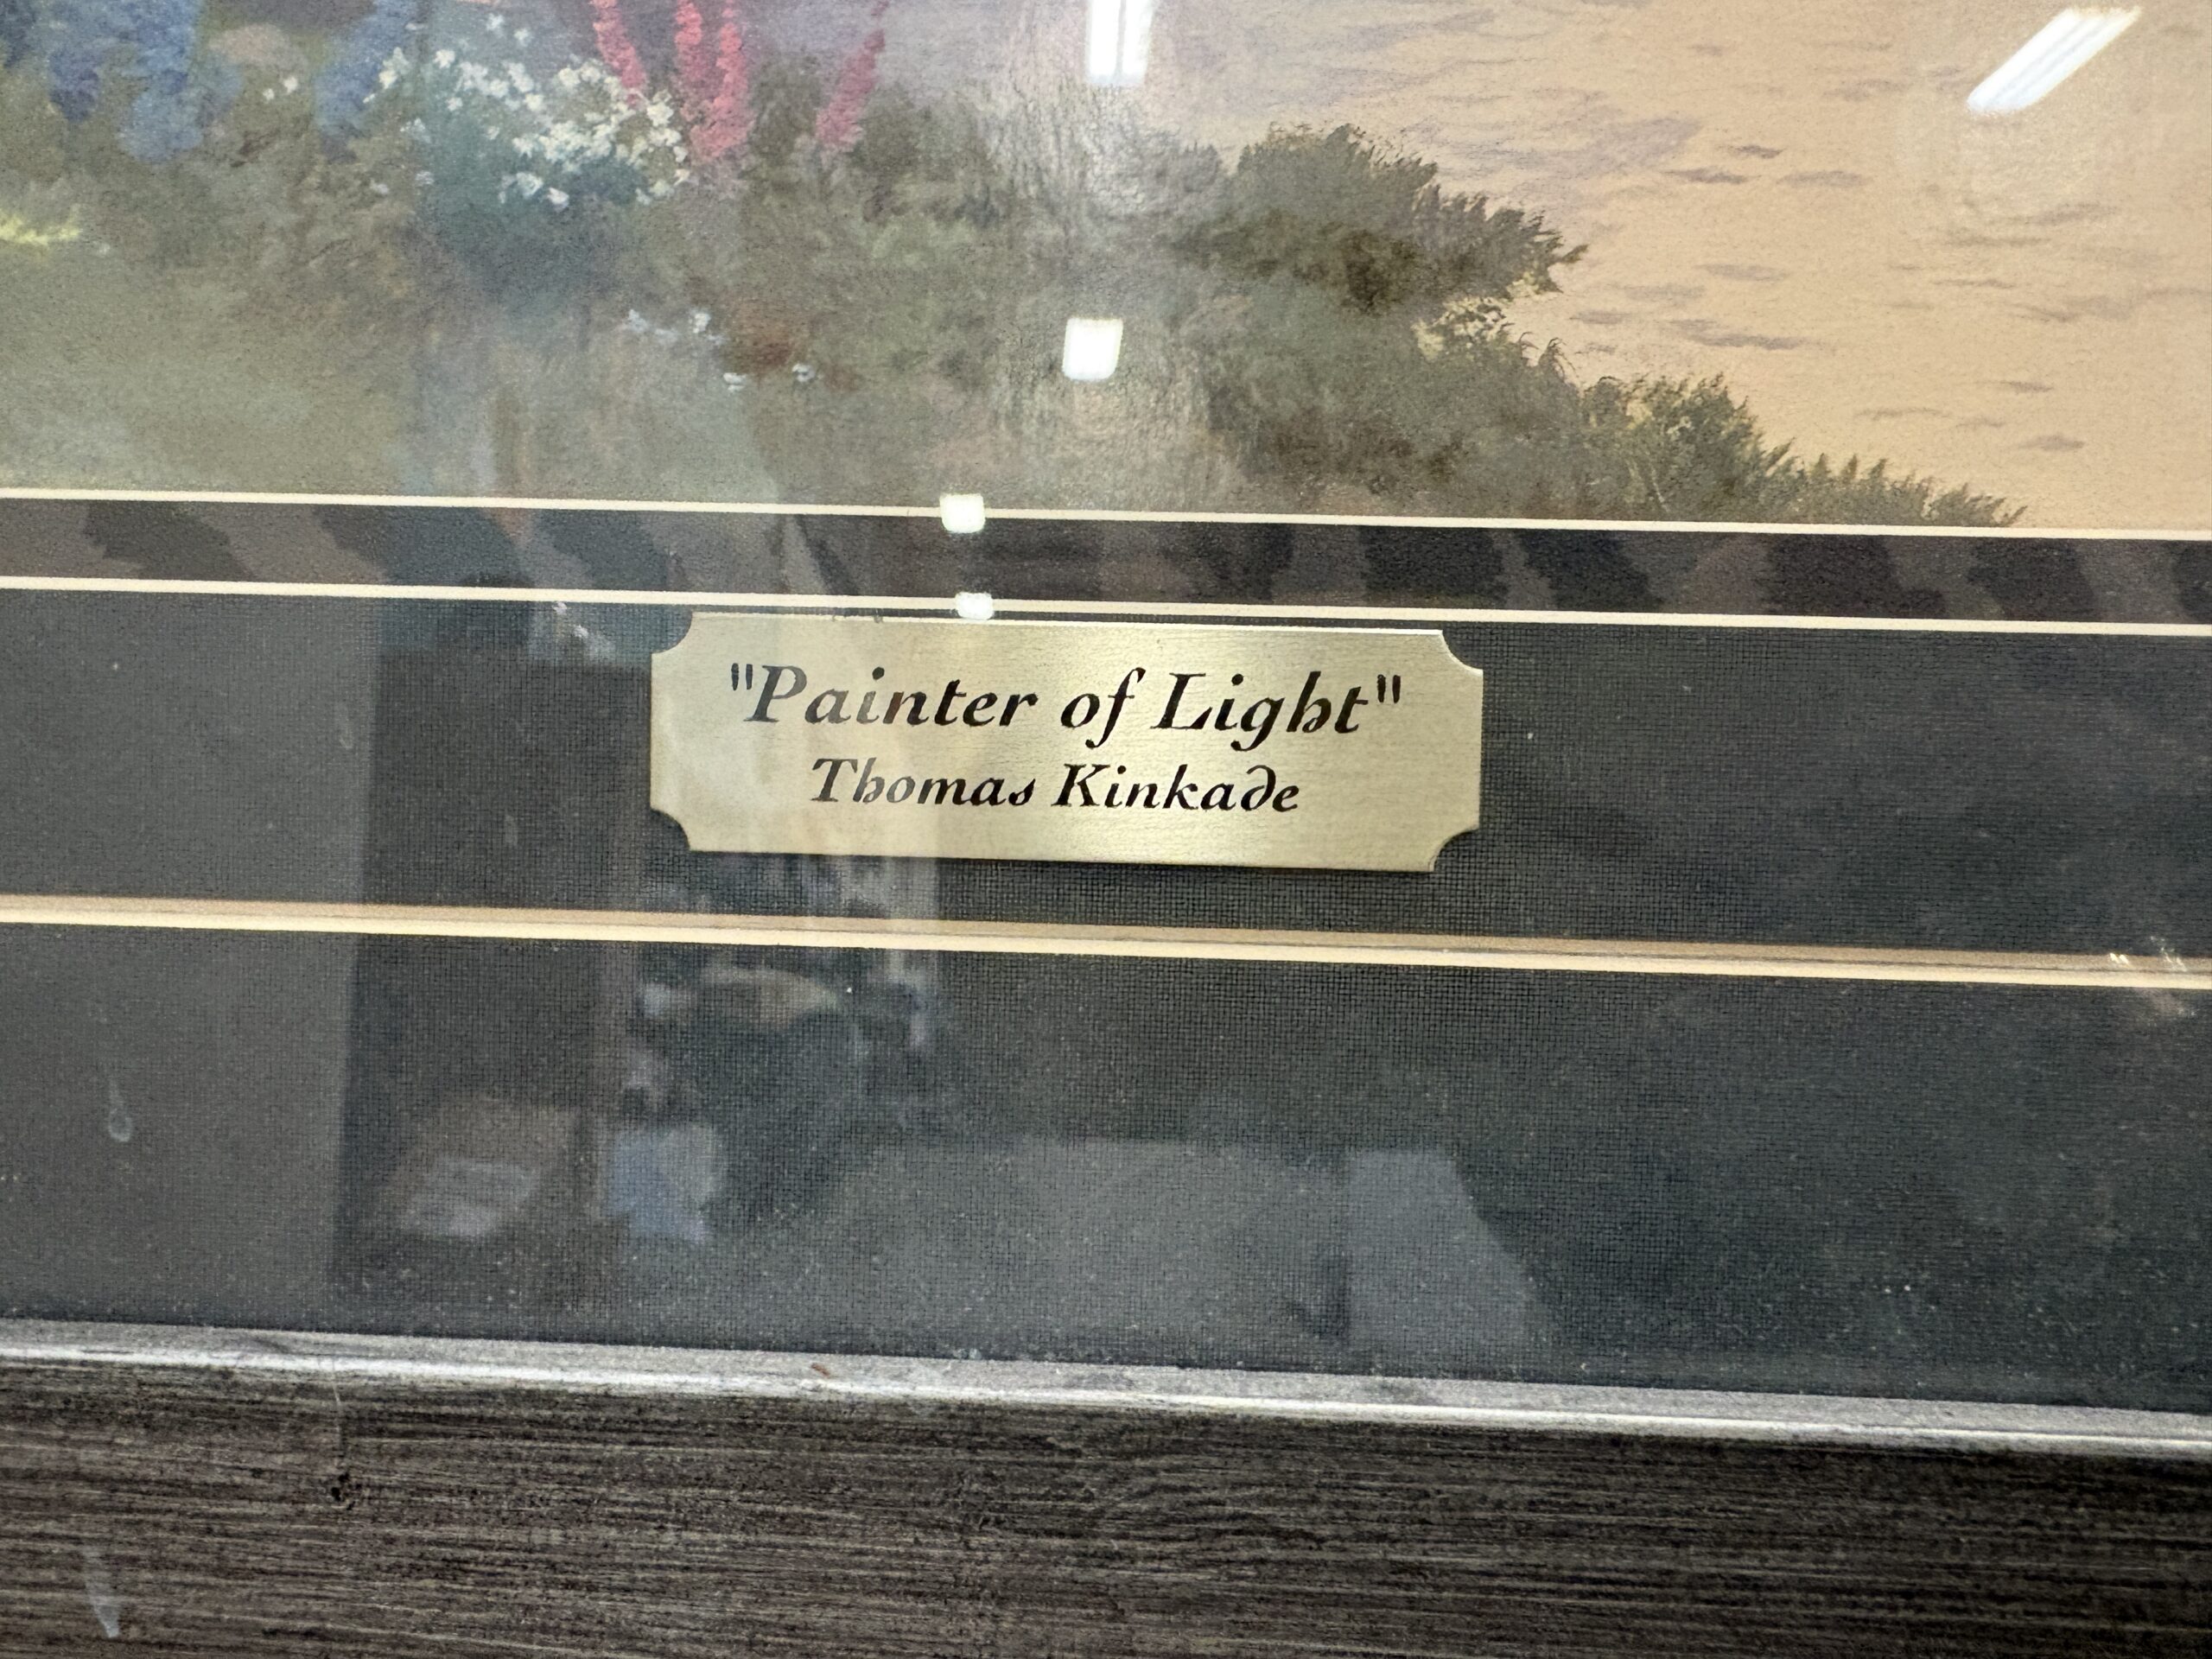 "Painter of Light"
Thomas Kinkade